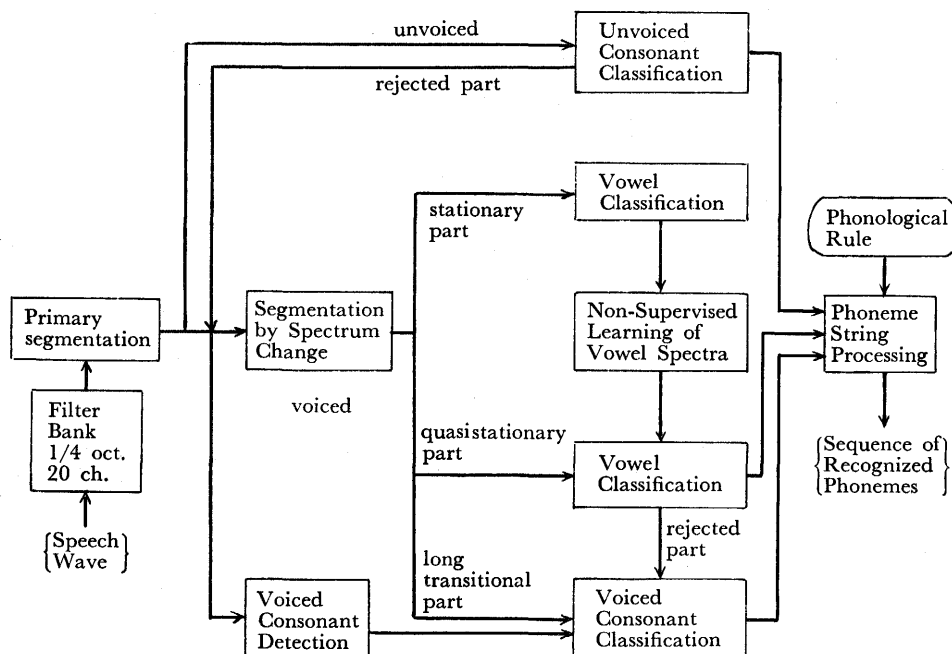 unvoiced
Unvoiced
Consonant
Classification
rejected part
Vowel
Classification
stationary
part
Phonological
Rule
Primary
segmentation
Segmentation
by Spectrum
Change
Non-Supervised
Learning of
Vowel Spectra
Phoneme
String
Processing
voiced
Filter
Bank
1/4 oct.
20 ch.
quasistationary
part
Vowel
Classification
{Sequence of
Recognized
Phonemes}
{Speech
Wave}
rejected
part
long
transitional
part
Voiced
Consonant
Detection
Voiced
Consonant
Classification